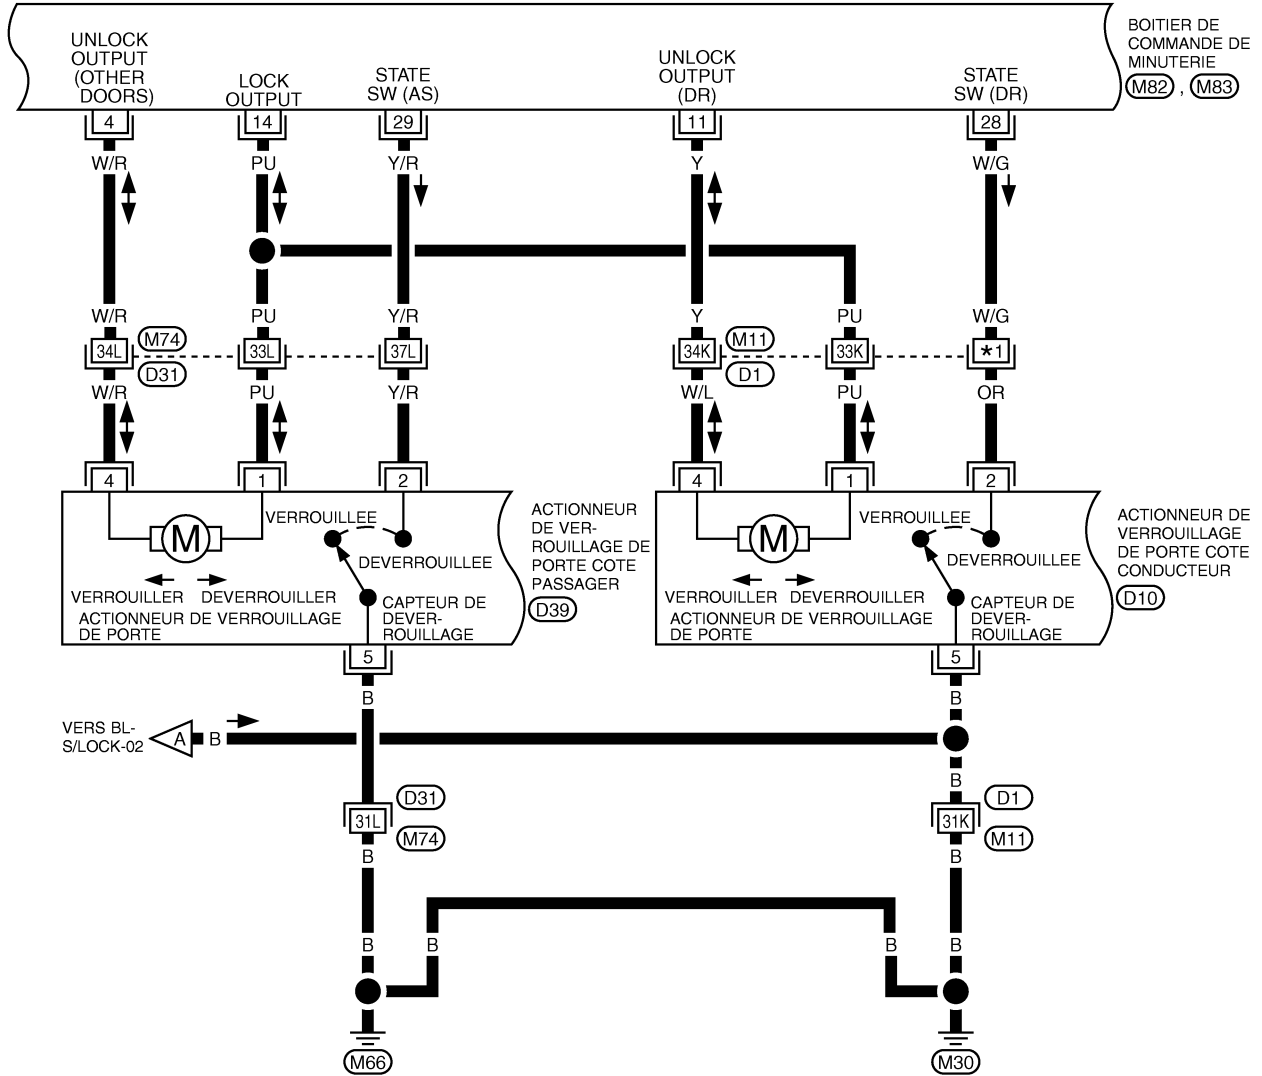 UNLOCK
OUTPUT
(OTHER
DOORS)
LOCK
OUTPUT
STATE
SW (AS)
UNLOCK
OUTPUT
(DR)
STATE
SW (DR)
BOITIER DE
COMMANDE DE
MINUTERIE
M82 , M83
4 14 29 11 28
W/R PU Y/R Y W/G
W/R PU Y/R Y PU W/G
M74 M11
34L 33L 37L 34K 33K *1
D31 D1
W/R PU Y/R W/L PU OR
4 1 2 4 1 2
VERROUILLEE
M
DEVERROUILLEE
VERROUILLER DEVERROUILLER
ACTIONNEUR DE VERROUILLAGE
DE PORTE
CAPTEUR DE
DEVER-
ROUILLAGE
ACTIONNEUR
DE VER-
ROUILLAGE DE
PORTE COTE
PASSAGER
D39
VERROUILLEE
M
DEVERROUILLEE
VERROUILLER DEVERROUILLER
ACTIONNEUR DE VERROUILLAGE
DE PORTE
CAPTEUR DE
DEVER-
ROUILLAGE
ACTIONNEUR DE
VERROUILLAGE
DE PORTE COTE
CONDUCTEUR
D10
5 5
B B
VERS BL-
S/LOCK-02
A B
B
D31 D1
31L 31K
M74 M11
B B
B B B B
M66 M30